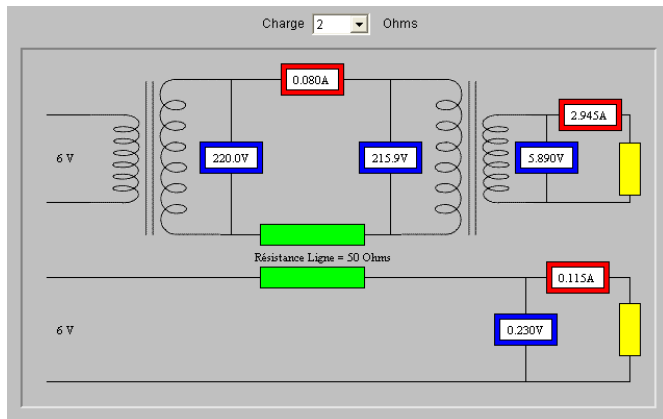 Charge 2 Ohms
0.080A
2.945A
6 V
220.0V
215.9V
5.890V
Résistance Ligne = 50 Ohms
0.115A
6 V
0.230V